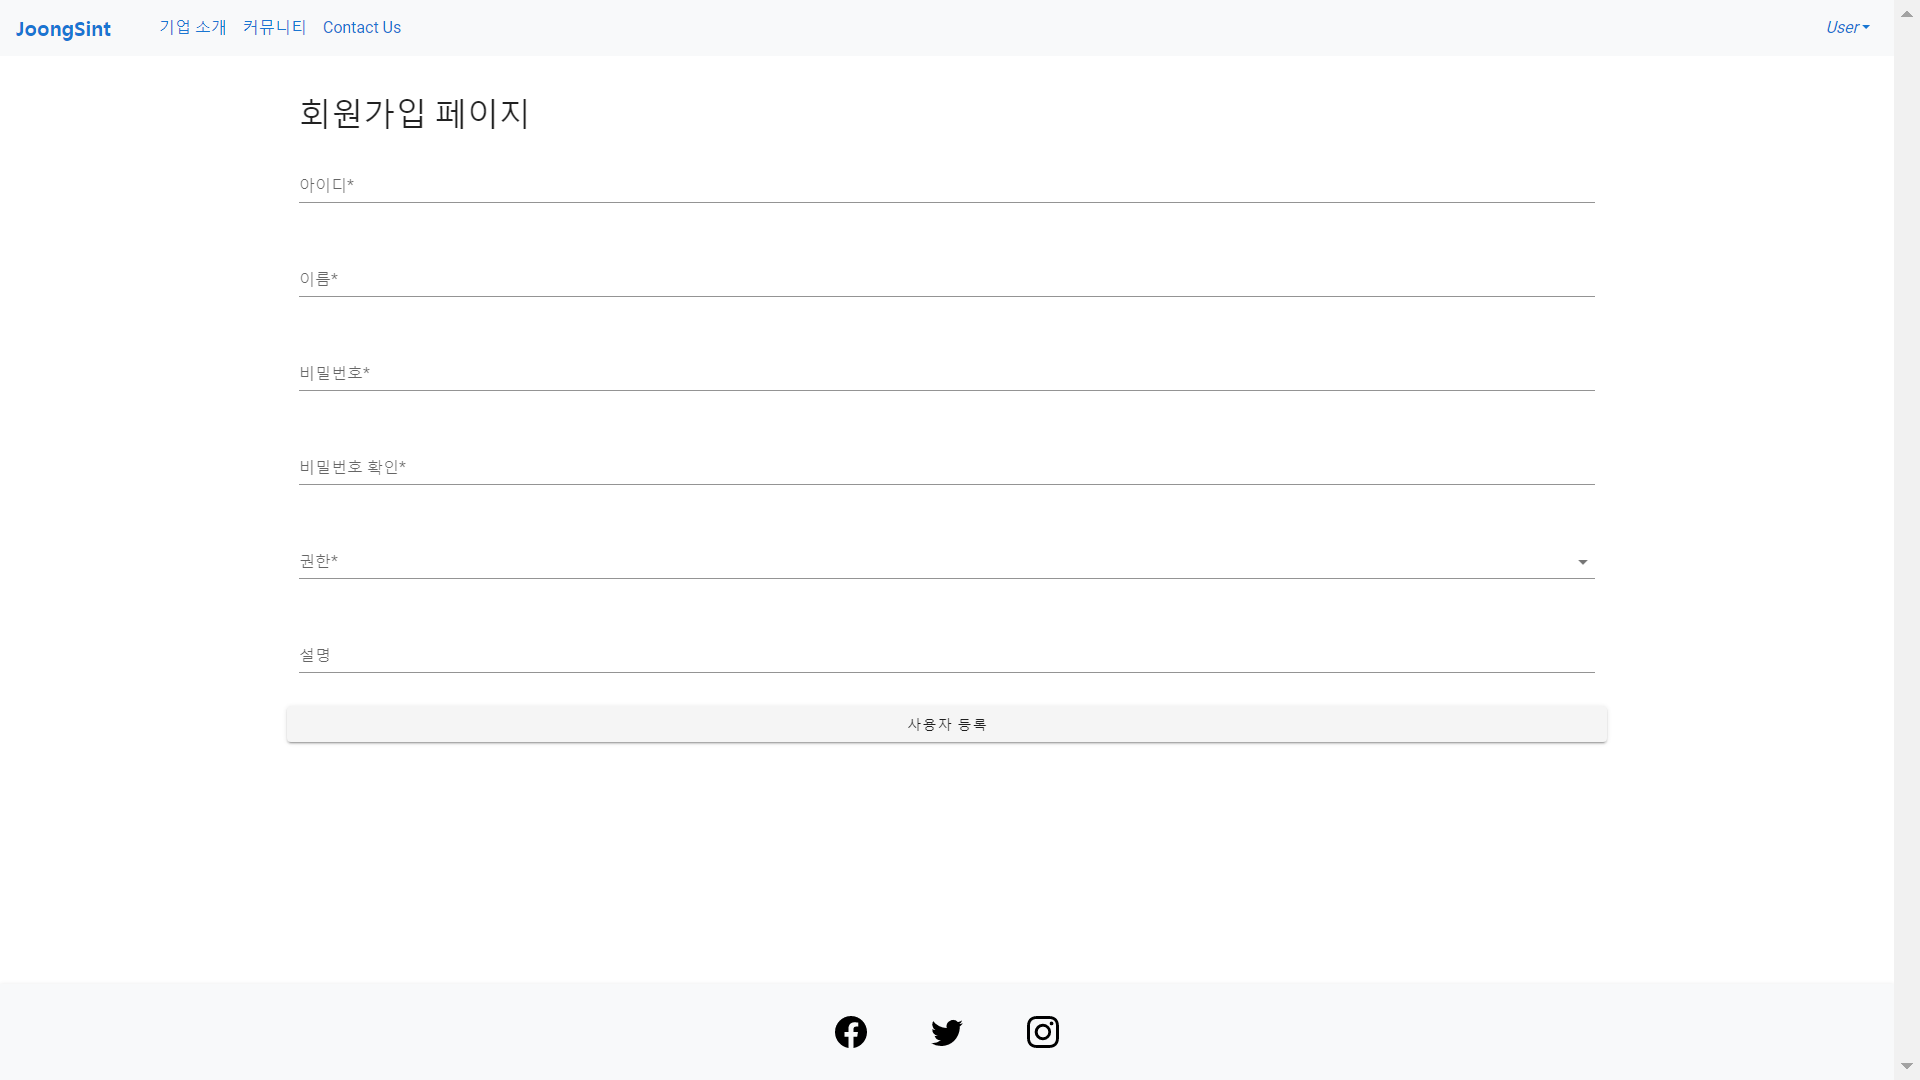 JoongSint
기업 소개 커뮤니티 Contact Us
User
회원가입 페이지
아이디*
이름*
비밀번호*
비밀번호 확인*
권한*
설명
사용자 등록